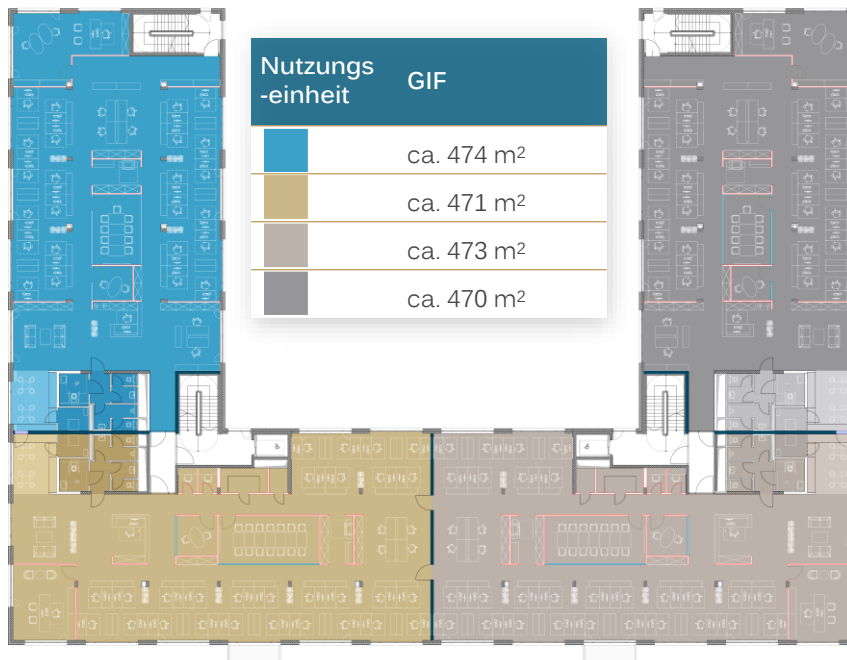 Nutzungs
-einheit GIF
ca. 474 m²
ca. 471 m²
ca. 473 m²
ca. 470 m²